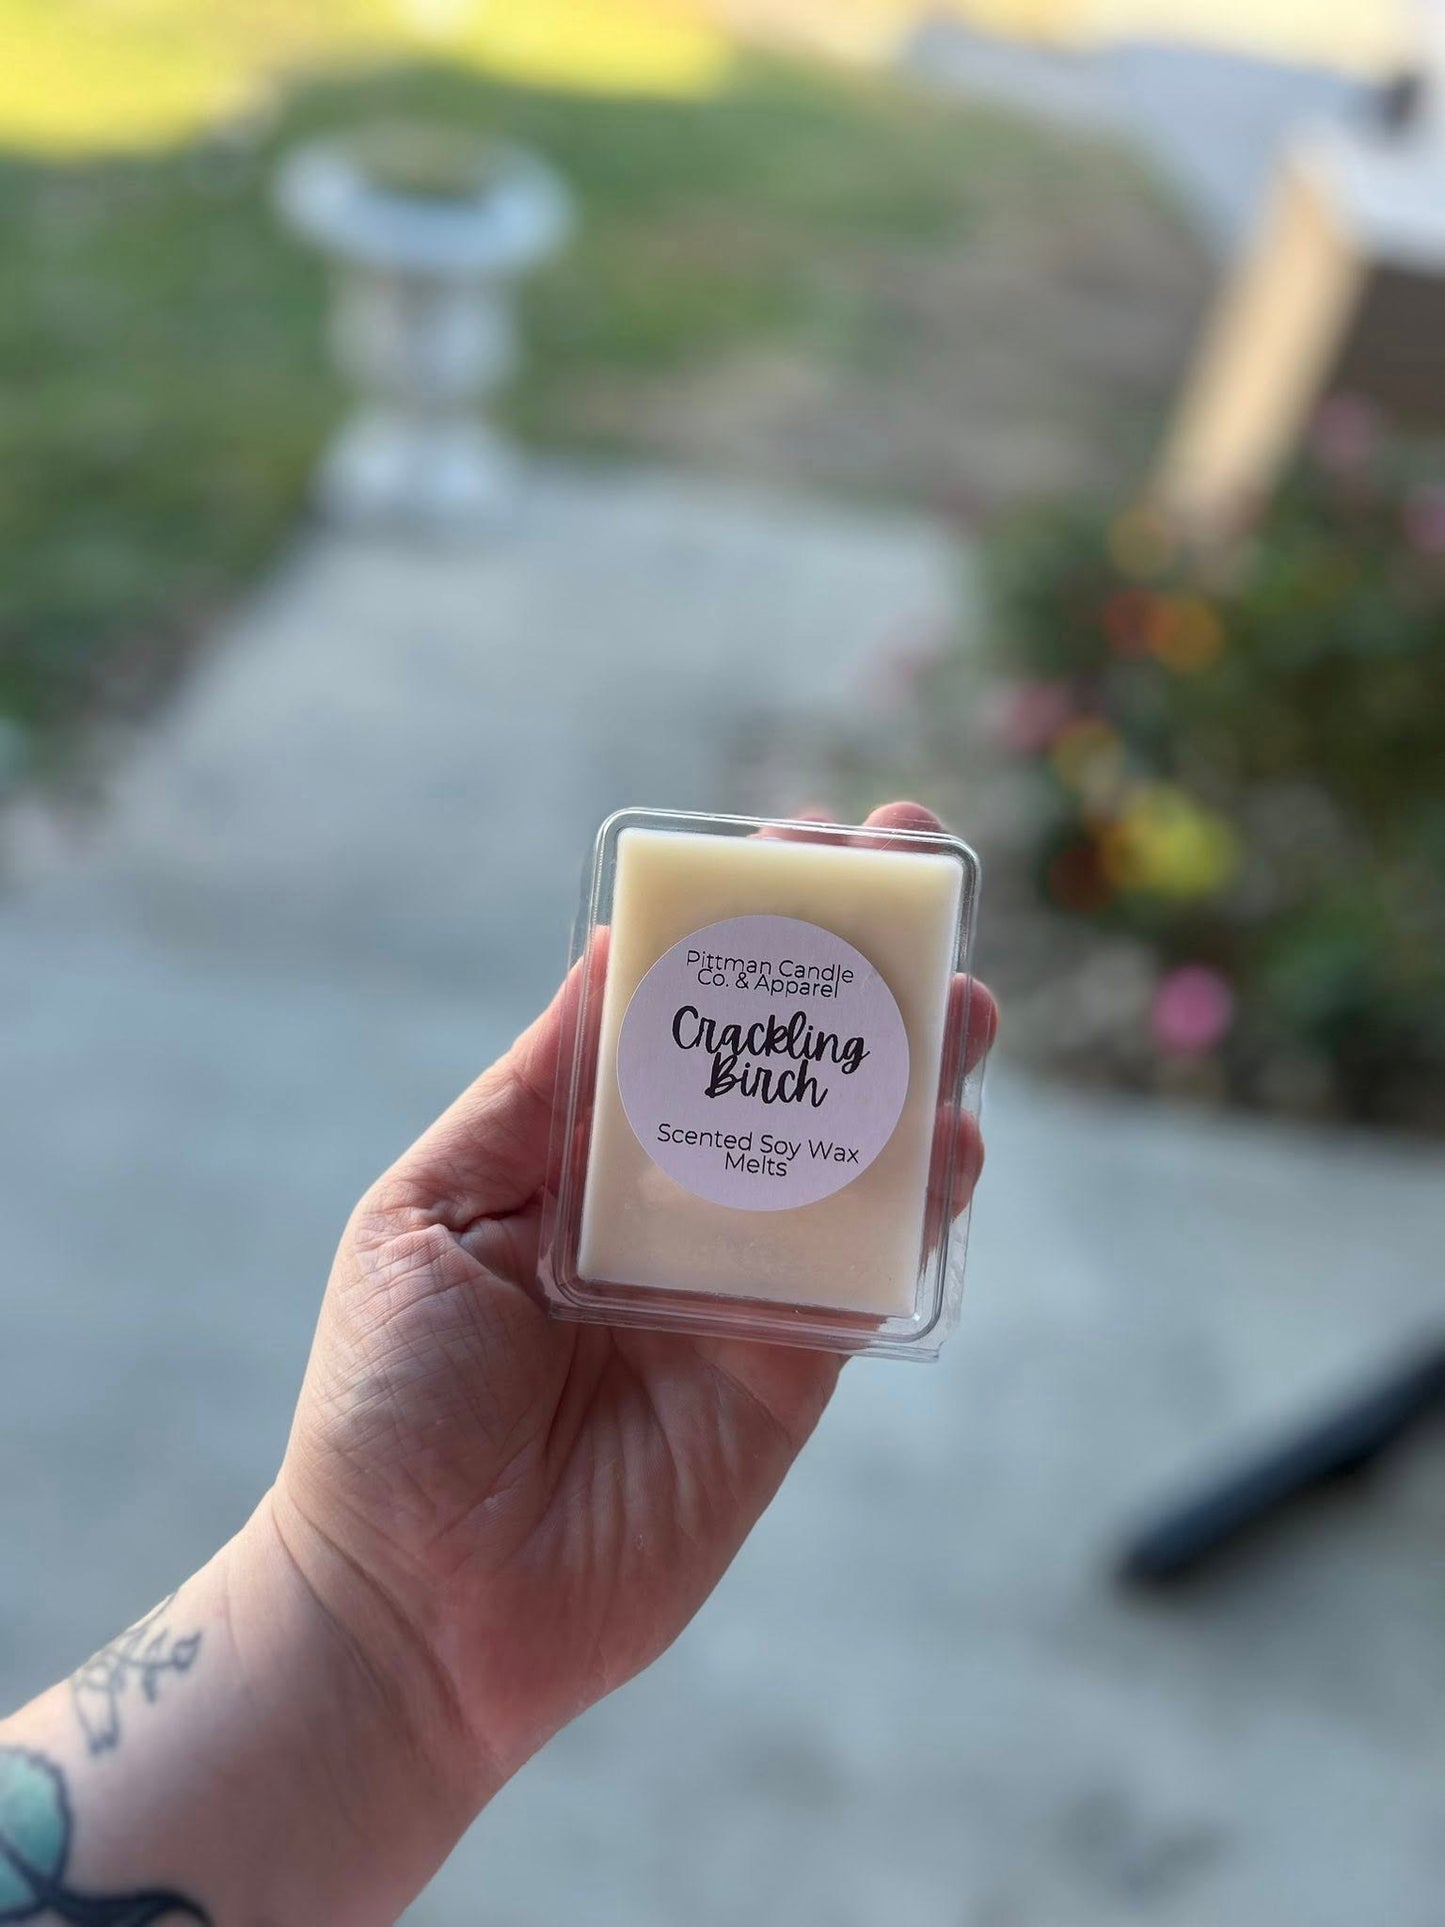 Pittman Candle
Co. & Apparel
Crackling
Birch
Scented Soy Wax
Melts